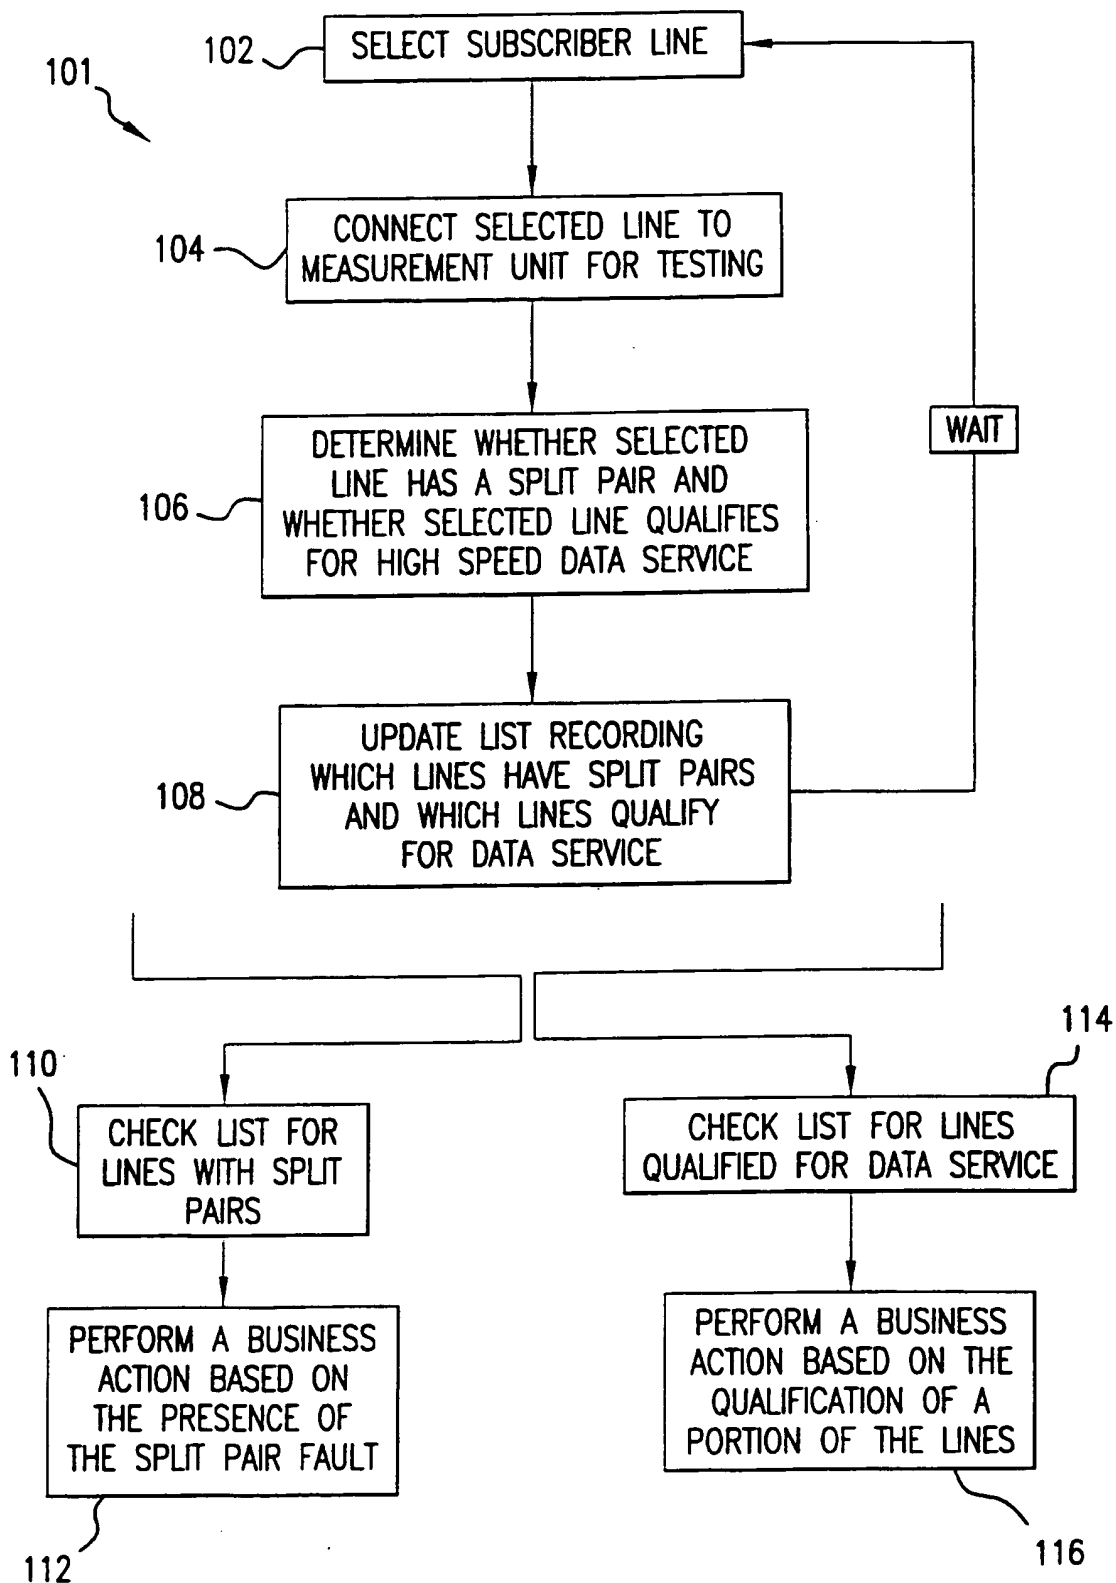 102
SELECT SUBSCRIBER LINE
101
104
CONNECT SELECTED LINE TO
MEASUREMENT UNIT FOR TESTING
WAIT
106
DETERMINE WHETHER SELECTED
LINE HAS A SPLIT PAIR AND
WHETHER SELECTED LINE QUALIFIES
FOR HIGH SPEED DATA SERVICE
108
UPDATE LIST RECORDING
WHICH LINES HAVE SPLIT PAIRS
AND WHICH LINES QUALIFY
FOR DATA SERVICE
110
CHECK LIST FOR
LINES WITH SPLIT
PAIRS
114
CHECK LIST FOR LINES
QUALIFIED FOR DATA SERVICE
PERFORM A BUSINESS
ACTION BASED ON
THE PRESENCE OF
THE SPLIT PAIR FAULT
112
PERFORM A BUSINESS
ACTION BASED ON THE
QUALIFICATION OF A
PORTION OF THE LINES
116